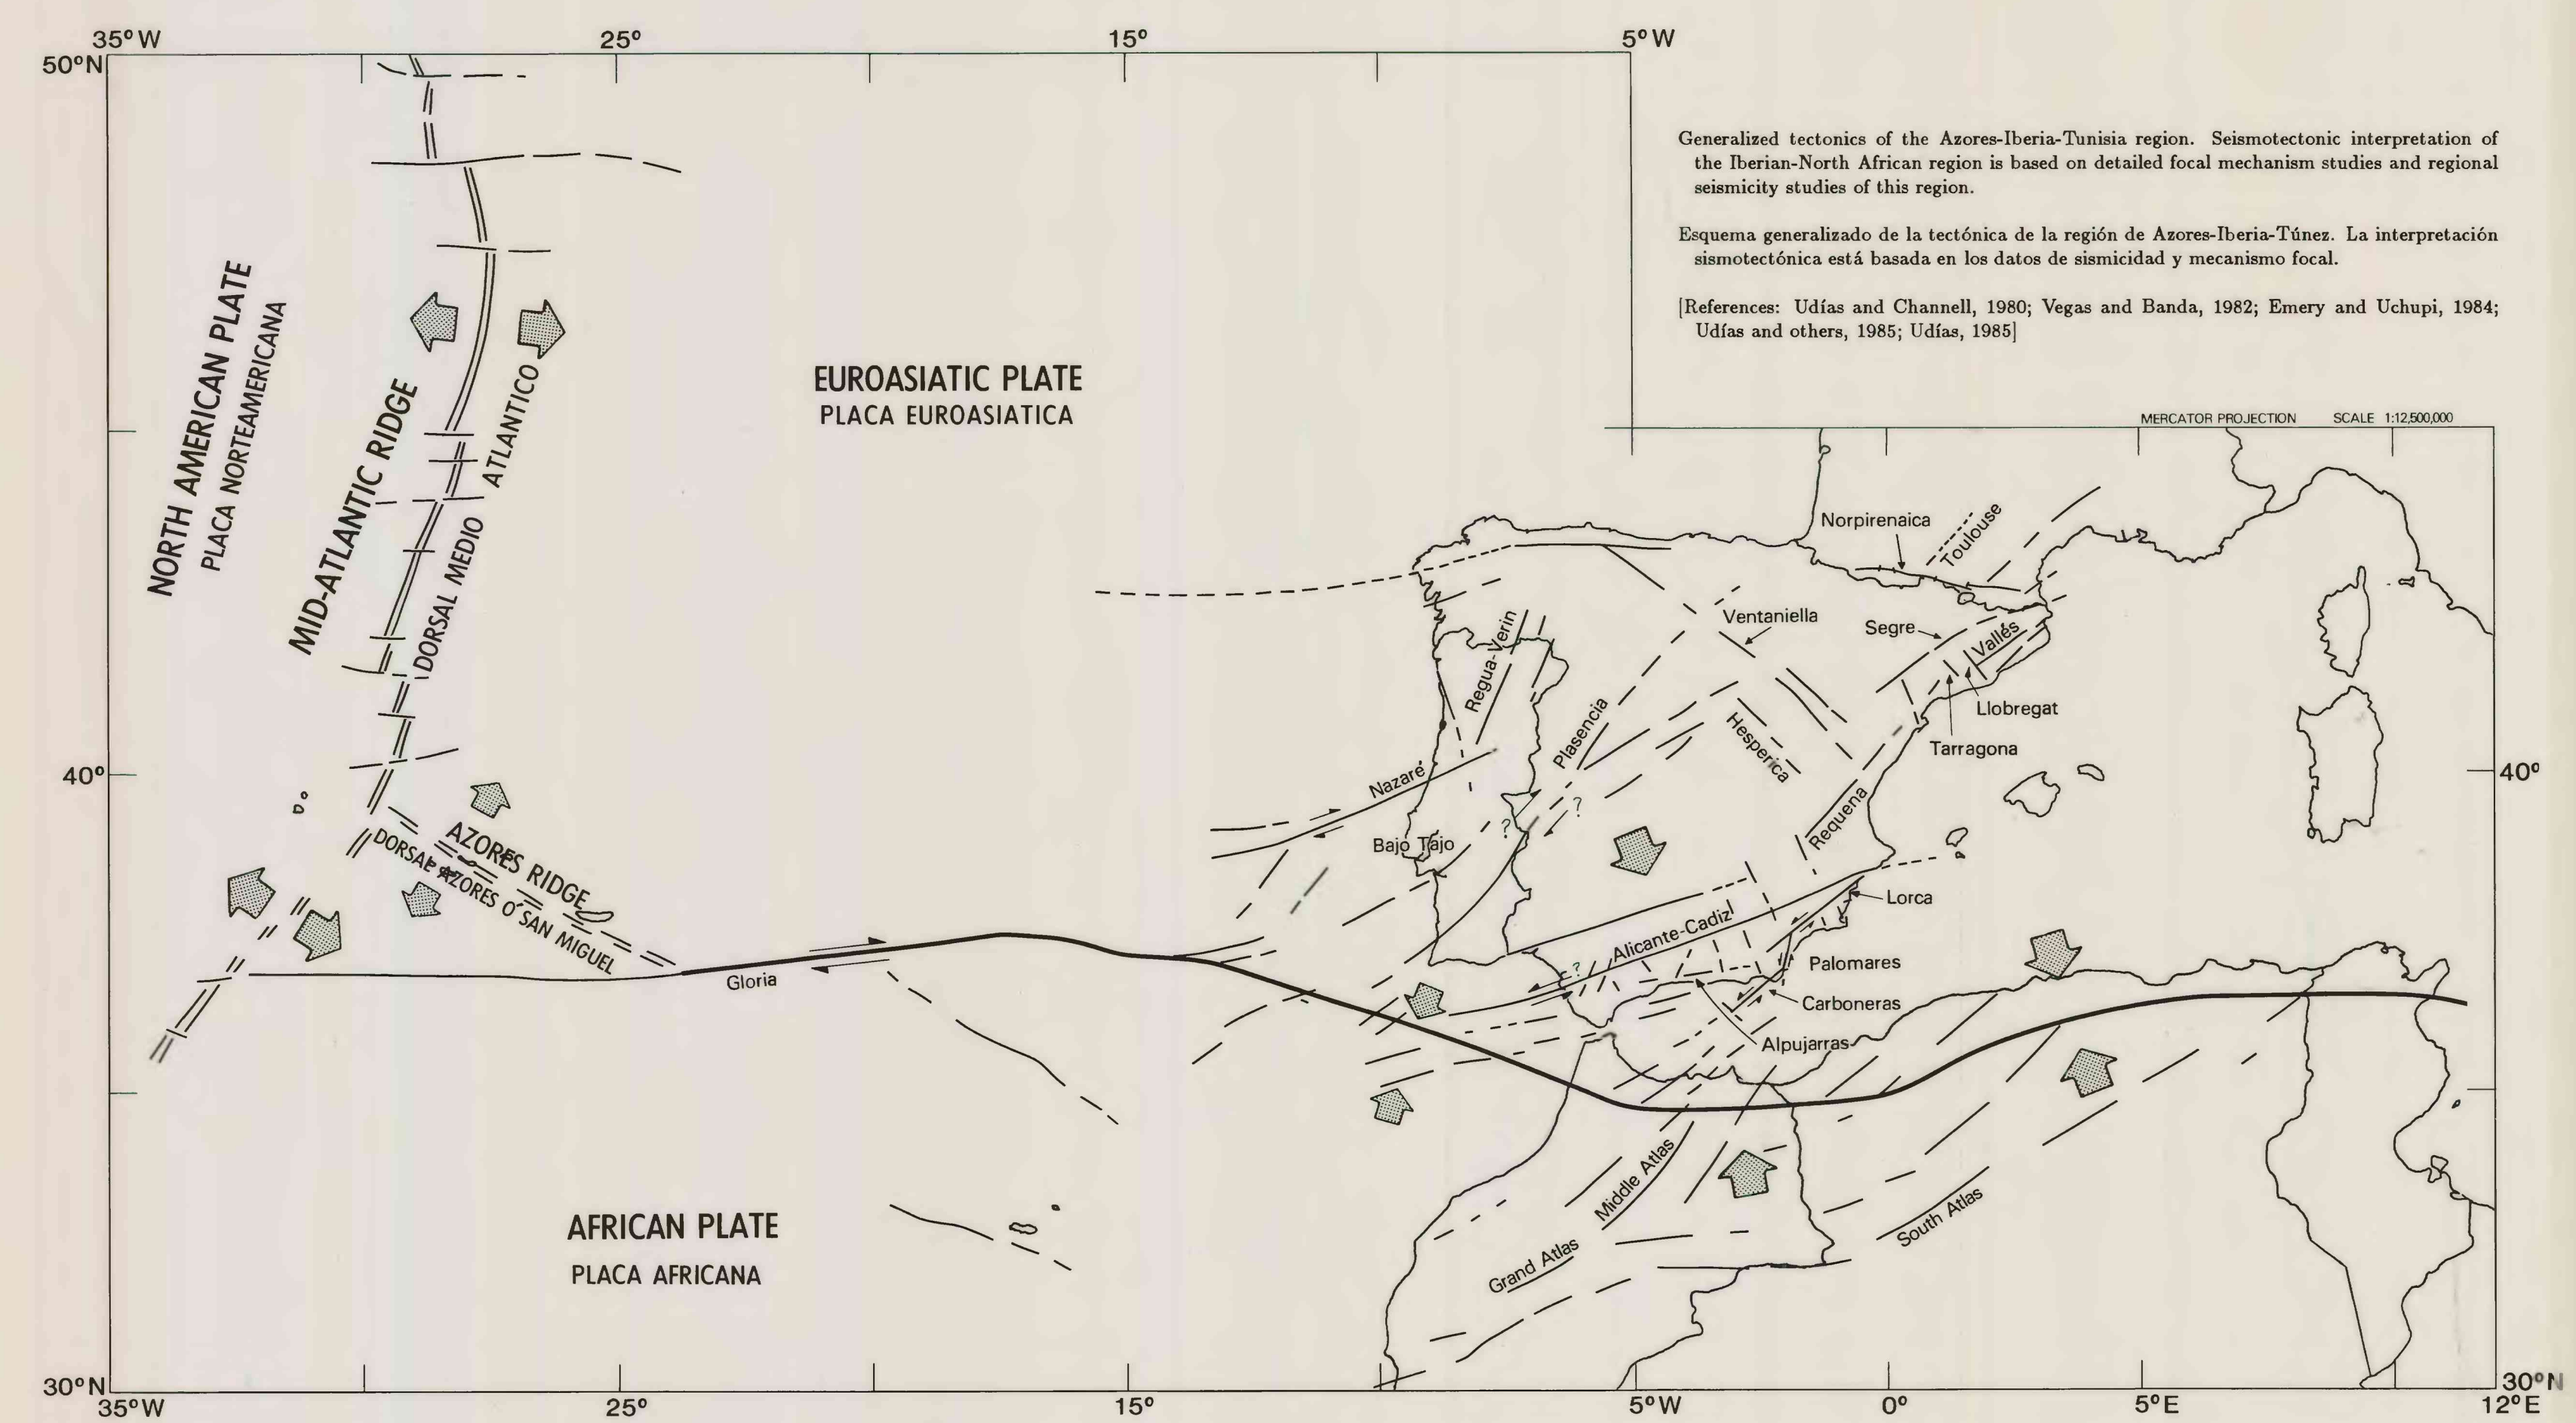 35°W 25° 15° 5°W
50°N
Generalized tectonics of the Azores-Iberia-Tunisia region. Seismotectonic interpretation of
the Iberian-North African region is based on detailed focal mechanism studies and regional
seismicity studies of this region.
Esquema generalizado de la tectónica de la región de Azores-Iberia-Túnez. La interpretación
sismotectónica está basada en los datos de sismicidad y mecanismo focal.
[References: Udías and Channell, 1980; Vegas and Banda, 1982; Emery and Uchupi, 1984;
Udías and others, 1985; Udías, 1985]
MERCATOR PROJECTION SCALE 1:12,500,000
NORTH AMERICAN PLATE
PLACA NORTEAMERICANA
MID-ATLANTIC RIDGE
DORSAL MEDIO ATLANTICO
EUROASIATIC PLATE
PLACA EUROASIATICA
Norpirenaica
Toulouse
Ventaniella
Segre
Vallés
Regua-Verin
Llobregat
Tarragona
Plasencia
Hesperica
Nazaré
40°
40°
Requena
?
?
Bajo Tajo
AZORES RIDGE
DORSAL AZORES O' SAN MIGUEL
Lorca
Alicante-Cadiz
?
Palomares
Gloria
Carboneras
Alpujarras
Middle Atlas
South Atlas
Grand Atlas
AFRICAN PLATE
PLACA AFRICANA
30°N
30°N
35°W 25° 15° 5°W 0° 5°E 12°E